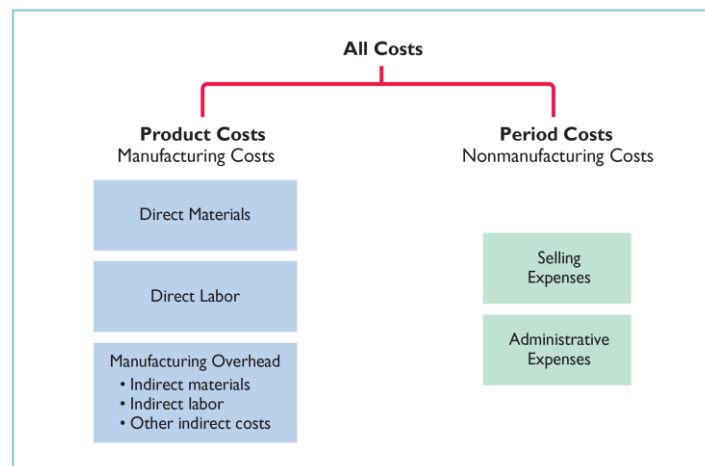 All Costs
Product Costs
Manufacturing Costs
Direct Materials
Direct Labor
Manufacturing Overhead
• Indirect materials
• Indirect labor
• Other indirect costs
Period Costs
Nonmanufacturing Costs
Selling
Expenses
Administrative
Expenses